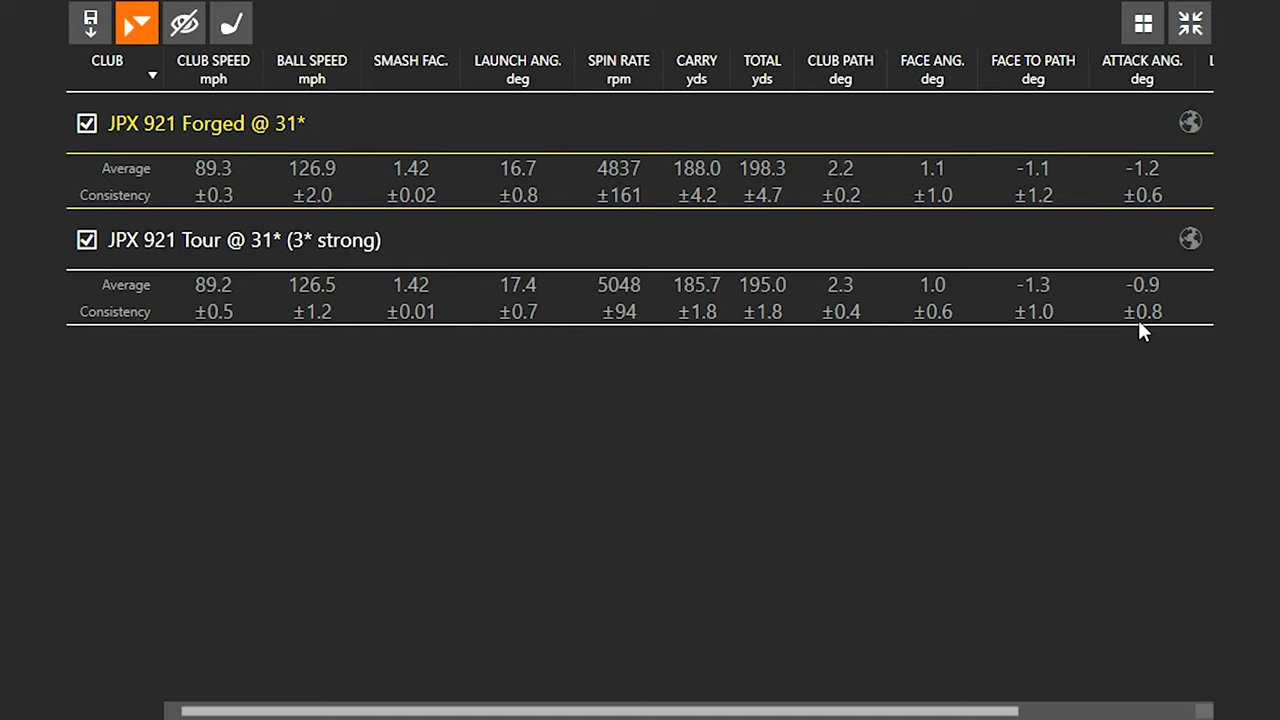 CLUB CLUB SPEED BALL SPEED SMASH FAC. LAUNCH ANG. SPIN RATE CARRY TOTAL CLUB PATH FACE ANG. FACE TO PATH ATTACK ANG.
mph mph deg rpm yds yds deg deg deg deg
JPX 921 Forged @ 31*
Average 89.3 126.9 1.42 16.7 4837 188.0 198.3 2.2 1.1 -1.1 -1.2
Consistency ±0.3 ±2.0 ±0.02 ±0.8 ±161 ±4.2 ±4.7 ±0.2 ±1.0 ±1.2 ±0.6
JPX 921 Tour @ 31* (3* strong)
Average 89.2 126.5 1.42 17.4 5048 185.7 195.0 2.3 1.0 -1.3 -0.9
Consistency ±0.5 ±1.2 ±0.01 ±0.7 ±94 ±1.8 ±1.8 ±0.4 ±0.6 ±1.0 ±0.8